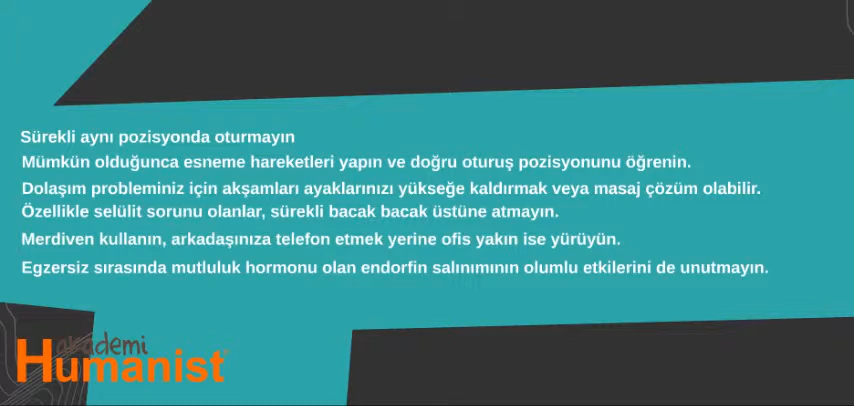 Sürekli aynı pozisyonda oturmayın
Mümkün olduğunca esneme hareketleri yapın ve doğru oturuş pozisyonunu öğrenin.
Dolaşım probleminiz için akşamları ayaklarınızı yükseğe kaldırmak veya masaj çözüm olabilir.
Özellikle selülit sorunu olanlar, sürekli bacak bacak üstüne atmayın.
Merdiven kullanın, arkadaşınıza telefon etmek yerine ofis yakın ise yürüyün.
Egzersiz sırasında mutluluk hormonu olan endorfin salınımının olumlu etkilerini de unutmayın.
akademi
Humanist